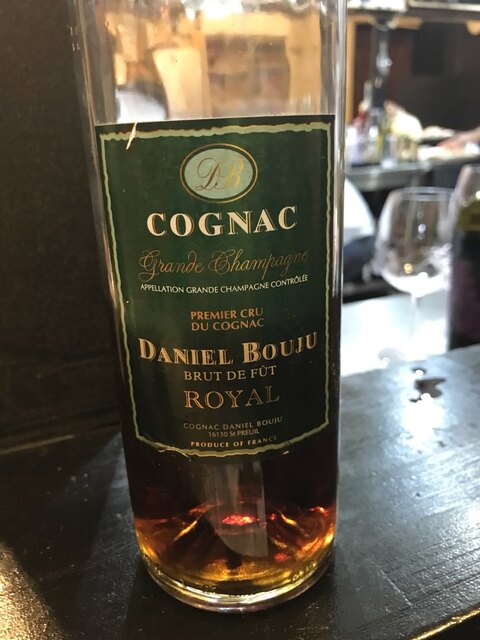 DB
COGNAC
Grande Champagne
APPELLATION GRANDE CHAMPAGNE CONTRÔLÉE
PREMIER CRU
DU COGNAC
DANIEL BOUJU
BRUT DE FÛT
ROYAL
COGNAC DANIEL BOUJU
16130 St PREUIL
PRODUCE OF FRANCE